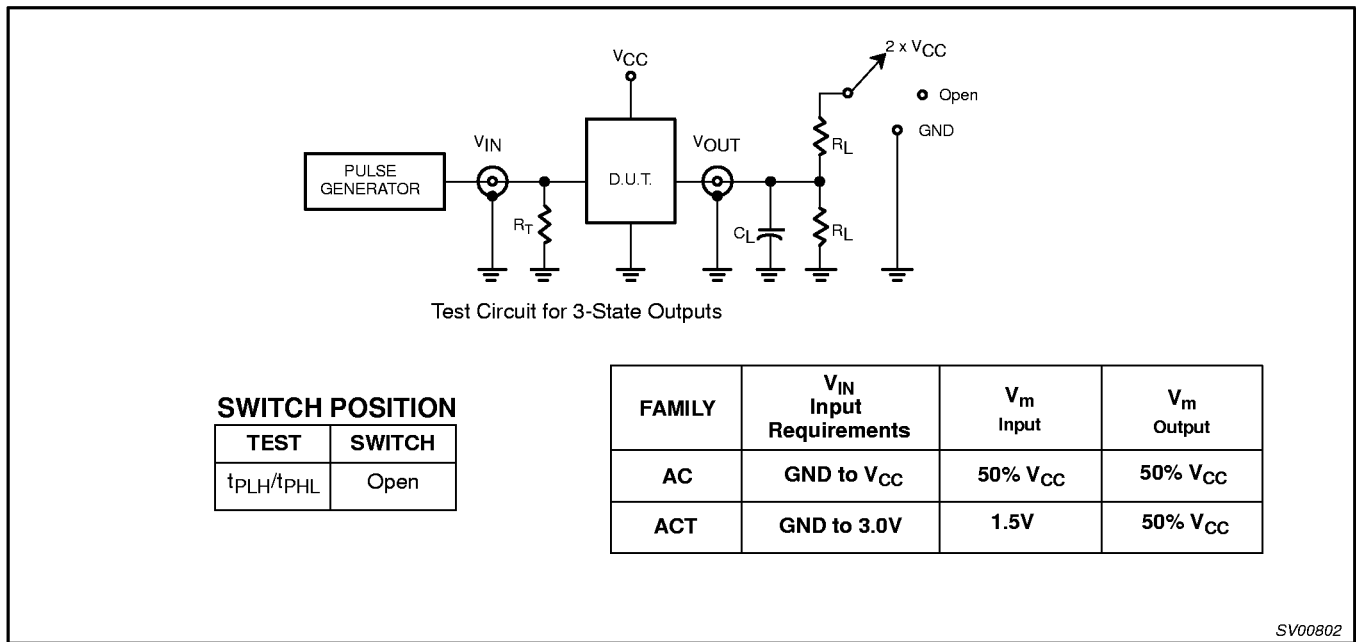 2 x VCC
VCC
Open
GND
VIN
VOUT
RL
PULSE
GENERATOR
D.U.T.
RT
CL
RL
Test Circuit for 3-State Outputs
SWITCH POSITION
TEST SWITCH
tPLH/tPHL Open
FAMILY VIN Input Requirements Vm Input Vm Output
AC GND to VCC 50% VCC 50% VCC
ACT GND to 3.0V 1.5V 50% VCC
SV00802